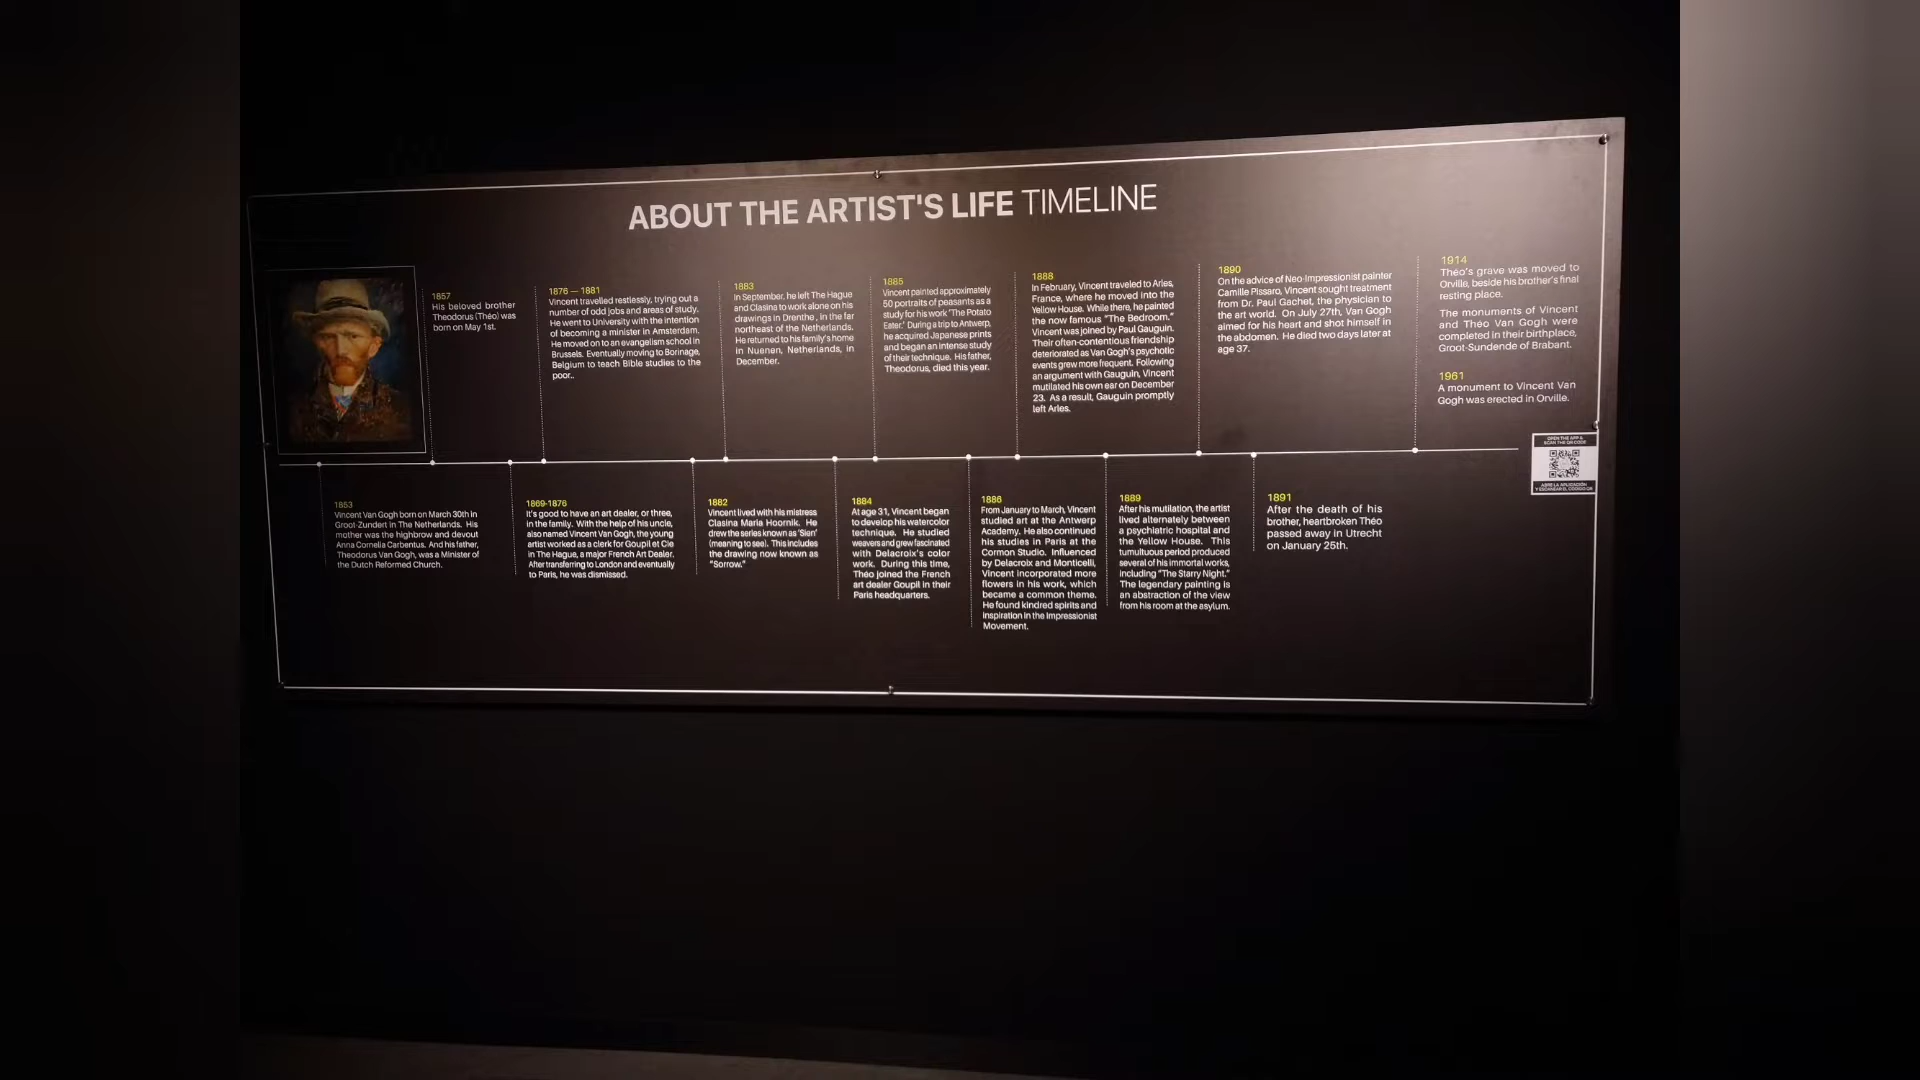 ABOUT THE ARTIST'S LIFE TIMELINE
1857
His beloved brother
Theodorus (Théo) was
born on May 1st.
1876 — 1881
Vincent travelled restlessly, trying out a
number of odd jobs and areas of study.
He went to University with the intention
of becoming a minister in Amsterdam.
He moved on to an evangelism school in
Brussels. Eventually moving to Borinage,
Belgium to teach Bible studies to the
poor..
1883
In September, he left The Hague
and Clasina to work alone on his
drawings in Drenthe, in the far
northeast of the Netherlands.
He returned to his family's home
in Nuenen, Netherlands, in
December.
1885
Vincent painted approximately
50 portraits of peasants as a
study for his work "The Potato
Eater." During a trip to Antwerp,
he acquired Japanese prints
and began an intense study
of their technique. His father,
Theodorus, died this year.
1888
In February, Vincent traveled to Arles,
France, where he moved into the
Yellow House. While there, he painted
the now famous "The Bedroom."
Vincent was joined by Paul Gauguin.
Their often-contentious friendship
deteriorated as Van Gogh's psychotic
events grew more frequent. Following
an argument with Gauguin, Vincent
mutilated his own ear on December
23. As a result, Gauguin promptly
left Arles.
1890
On the advice of Neo-Impressionist painter
Camille Pissaro, Vincent sought treatment
from Dr. Paul Gachet, the physician to
the art world. On July 27th, Van Gogh
aimed for his heart and shot himself in
the abdomen. He died two days later at
age 37.
1914
Théo's grave was moved to
Orville, beside his brother's final
resting place.
The monuments of Vincent
and Théo Van Gogh were
completed in their birthplace,
Groot-Sundende of Brabant.
1961
A monument to Vincent Van
Gogh was erected in Orville.
OPEN THE APP &
SCAN THE QR CODE
ABRE LA APLICACIÓN
Y ESCANEAR EL CÓDIGO QR
1853
Vincent Van Gogh born on March 30th in
Groot-Zundert in The Netherlands. His
mother was the highbrow and devout
Anna Cornelia Carbentus. And his father,
Theodorus Van Gogh, was a Minister of
the Dutch Reformed Church.
1869-1876
It's good to have an art dealer, or three,
in the family. With the help of his uncle,
also named Vincent Van Gogh, the young
artist worked as a clerk for Goupil et Cie
in The Hague, a major French Art Dealer.
After transferring to London and eventually
to Paris, he was dismissed.
1882
Vincent lived with his mistress
Clasina Maria Hoornik. He
drew the series known as 'Sien'
(meaning to see). This includes
the drawing now known as
"Sorrow."
1884
At age 31, Vincent began
to develop his watercolor
technique. He studied
weavers and grew fascinated
with Delacroix's color
work. During this time,
Théo joined the French
art dealer Goupil in their
Paris headquarters.
1886
From January to March, Vincent
studied art at the Antwerp
Academy. He also continued
his studies in Paris at the
Cormon Studio. Influenced
by Delacroix and Monticelli,
Vincent incorporated more
flowers in his work, which
became a common theme.
He found kindred spirits and
inspiration in the Impressionist
Movement.
1889
After his mutilation, the artist
lived alternately between
a psychiatric hospital and
the Yellow House. This
tumultuous period produced
several of his immortal works,
including "The Starry Night."
The legendary painting is
an abstraction of the view
from his room at the asylum.
1891
After the death of his
brother, heartbroken Théo
passed away in Utrecht
on January 25th.